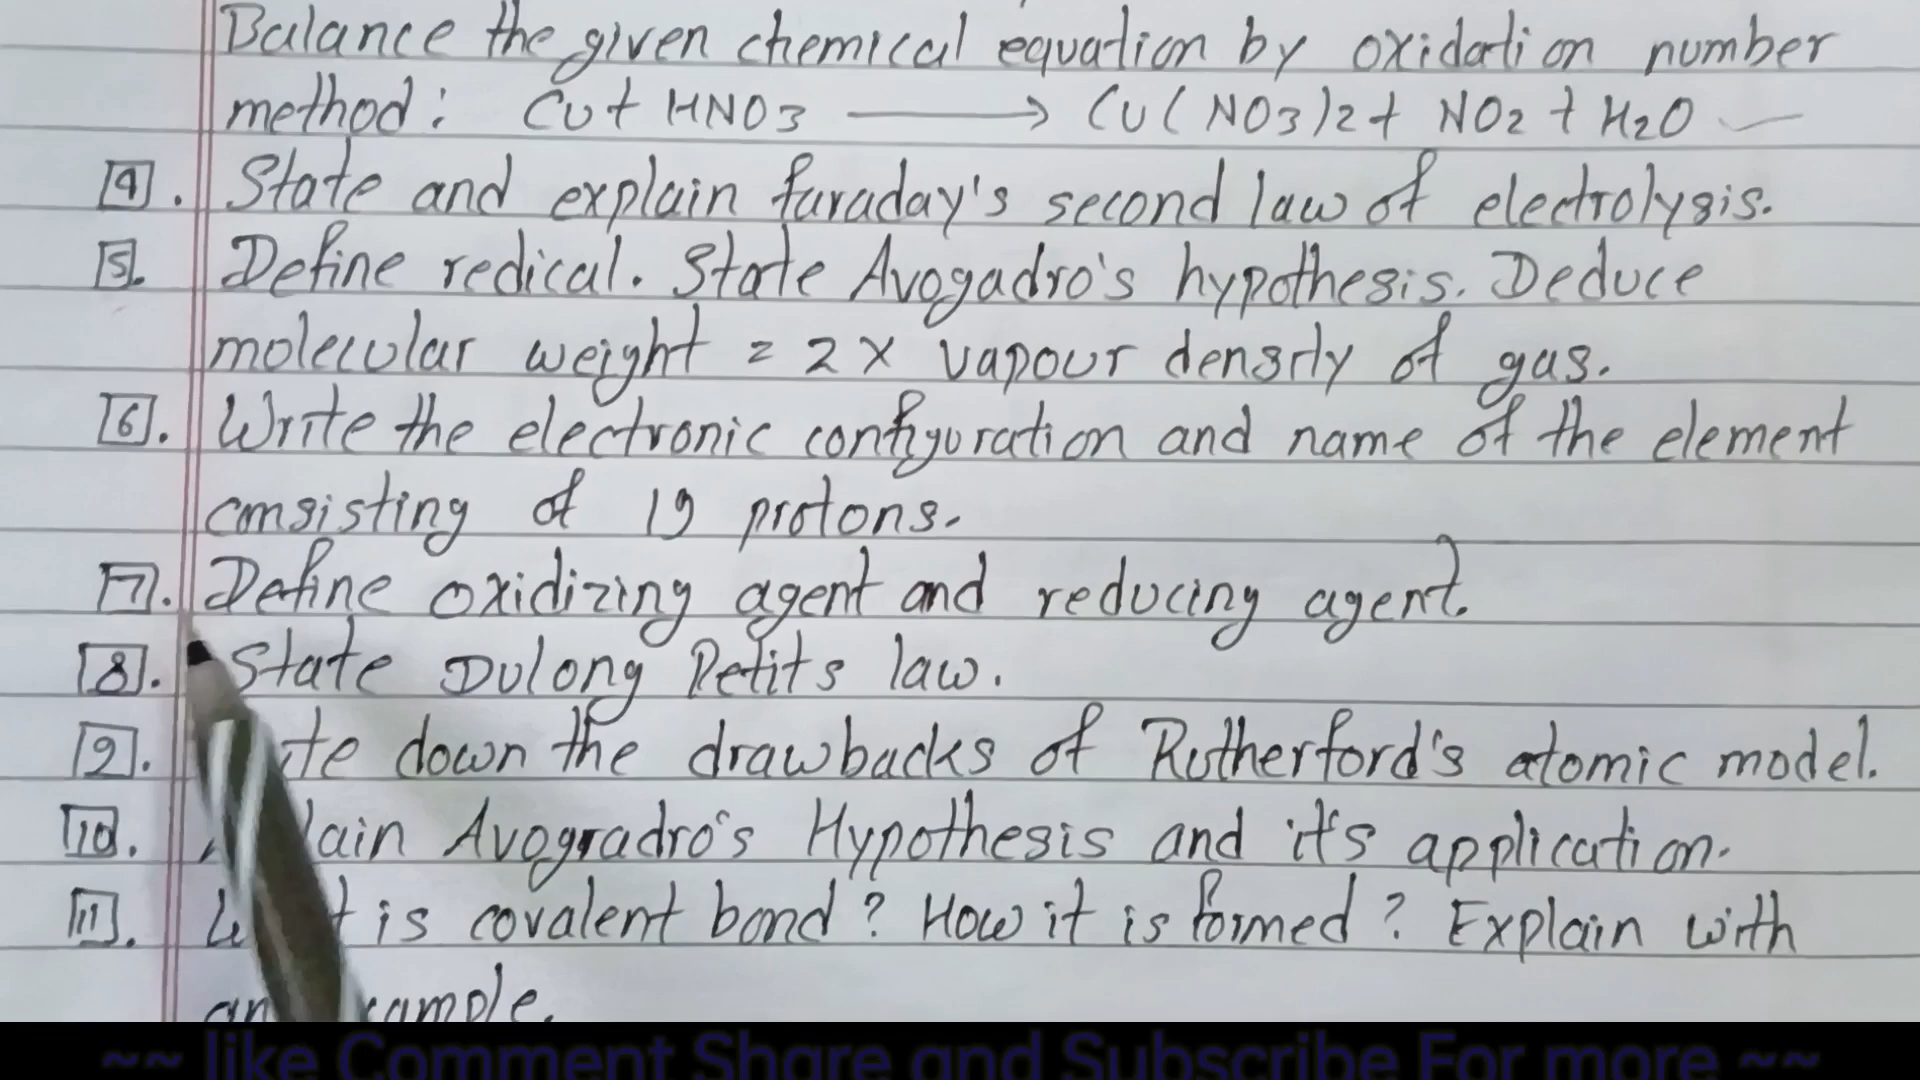 Balance the given chemical equation by oxidation number
method: Cu + HNO3 → Cu(NO3)2 + NO2 + H2O
4. State and explain faraday's second law of electrolysis.
5. Define redical. State Avogadro's hypothesis. Deduce
molecular weight = 2 x vapour density of gas.
6. Write the electronic configuration and name of the element
consisting of 19 protons.
7. Define oxidizing agent and reducing agent.
8. State Dulong Petits law.
9. down the drawbacks of Rutherford's atomic model.
10. Avogradro's Hypothesis and it's application.
11. is covalent bond? How it is formed? Explain with
~~ like Comment Share and Subscribe For more ~~